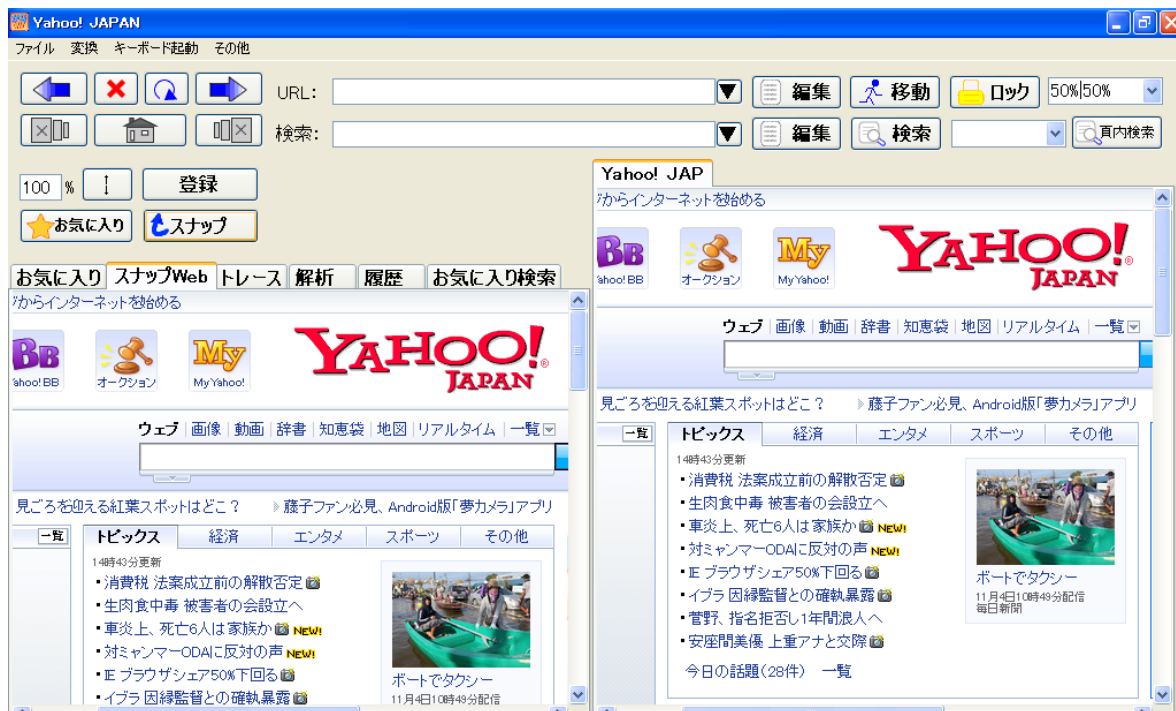 Yahoo! JAPAN
ファイル 変換 キーボード起動 その他
URL: 編集 移動 ロック 50%|50%
検索: 編集 検索 頁内検索
100 % 登録
お気に入り スナップ
お気に入り スナップWeb トレース 解析 履歴 お気に入り検索
からインターネットを始める
BB オークション My YAHOO!
Yahoo! BB My Yahoo! JAPAN
ウェブ 画像 動画 辞書 知恵袋 地図 リアルタイム 一覧
見ごろを迎える紅葉スポットはどこ? 藤子ファン必見、Android版「夢カメラ」アプリ
一覧 トピックス 経済 エンタメ スポーツ その他
14時43分更新
・消費税 法案成立前の解散否定
・生肉食中毒 被害者の会設立へ
・車炎上、死亡6人は家族か NEW!
・対ミャンマーODAに反対の声 NEW!
・IE ブラウザシェア50%下回る
・イブラ 因縁監督との確執暴露
ボートでタクシー
11月4日10時49分配信
Yahoo! JAP
からインターネットを始める
BB オークション My YAHOO!
Yahoo! BB My Yahoo! JAPAN
ウェブ 画像 動画 辞書 知恵袋 地図 リアルタイム 一覧
見ごろを迎える紅葉スポットはどこ? 藤子ファン必見、Android版「夢カメラ」アプリ
一覧 トピックス 経済 エンタメ スポーツ その他
14時43分更新
・消費税 法案成立前の解散否定
・生肉食中毒 被害者の会設立へ
・車炎上、死亡6人は家族か NEW!
・対ミャンマーODAに反対の声 NEW!
・IE ブラウザシェア50%下回る
・イブラ 因縁監督との確執暴露
・菅野、指名拒否し1年間浪人へ
・安座間美優 上重アナと交際
今日の話題(28件) 一覧
ボートでタクシー
11月4日10時49分配信
毎日新聞